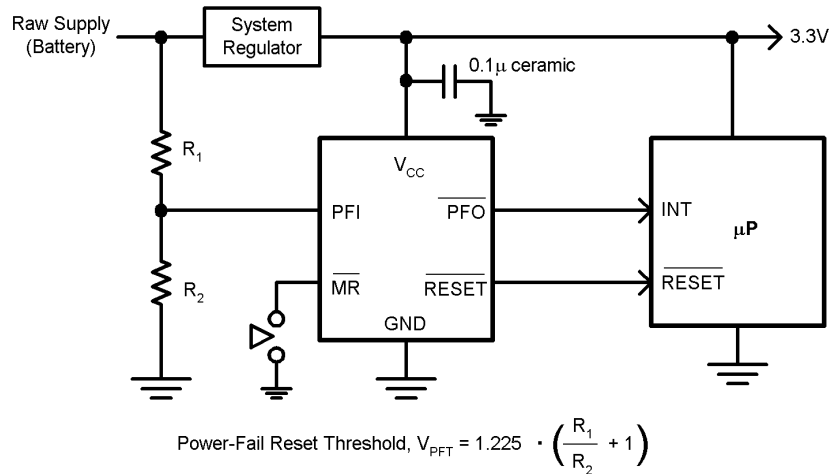 Raw Supply
(Battery)
System
Regulator
3.3V
0.1μ ceramic
R1
VCC
PFI
PFO
INT
μP
R2
MR
RESET
RESET
GND
Power-Fail Reset Threshold, VPFT = 1.225 · (R1/R2 + 1)